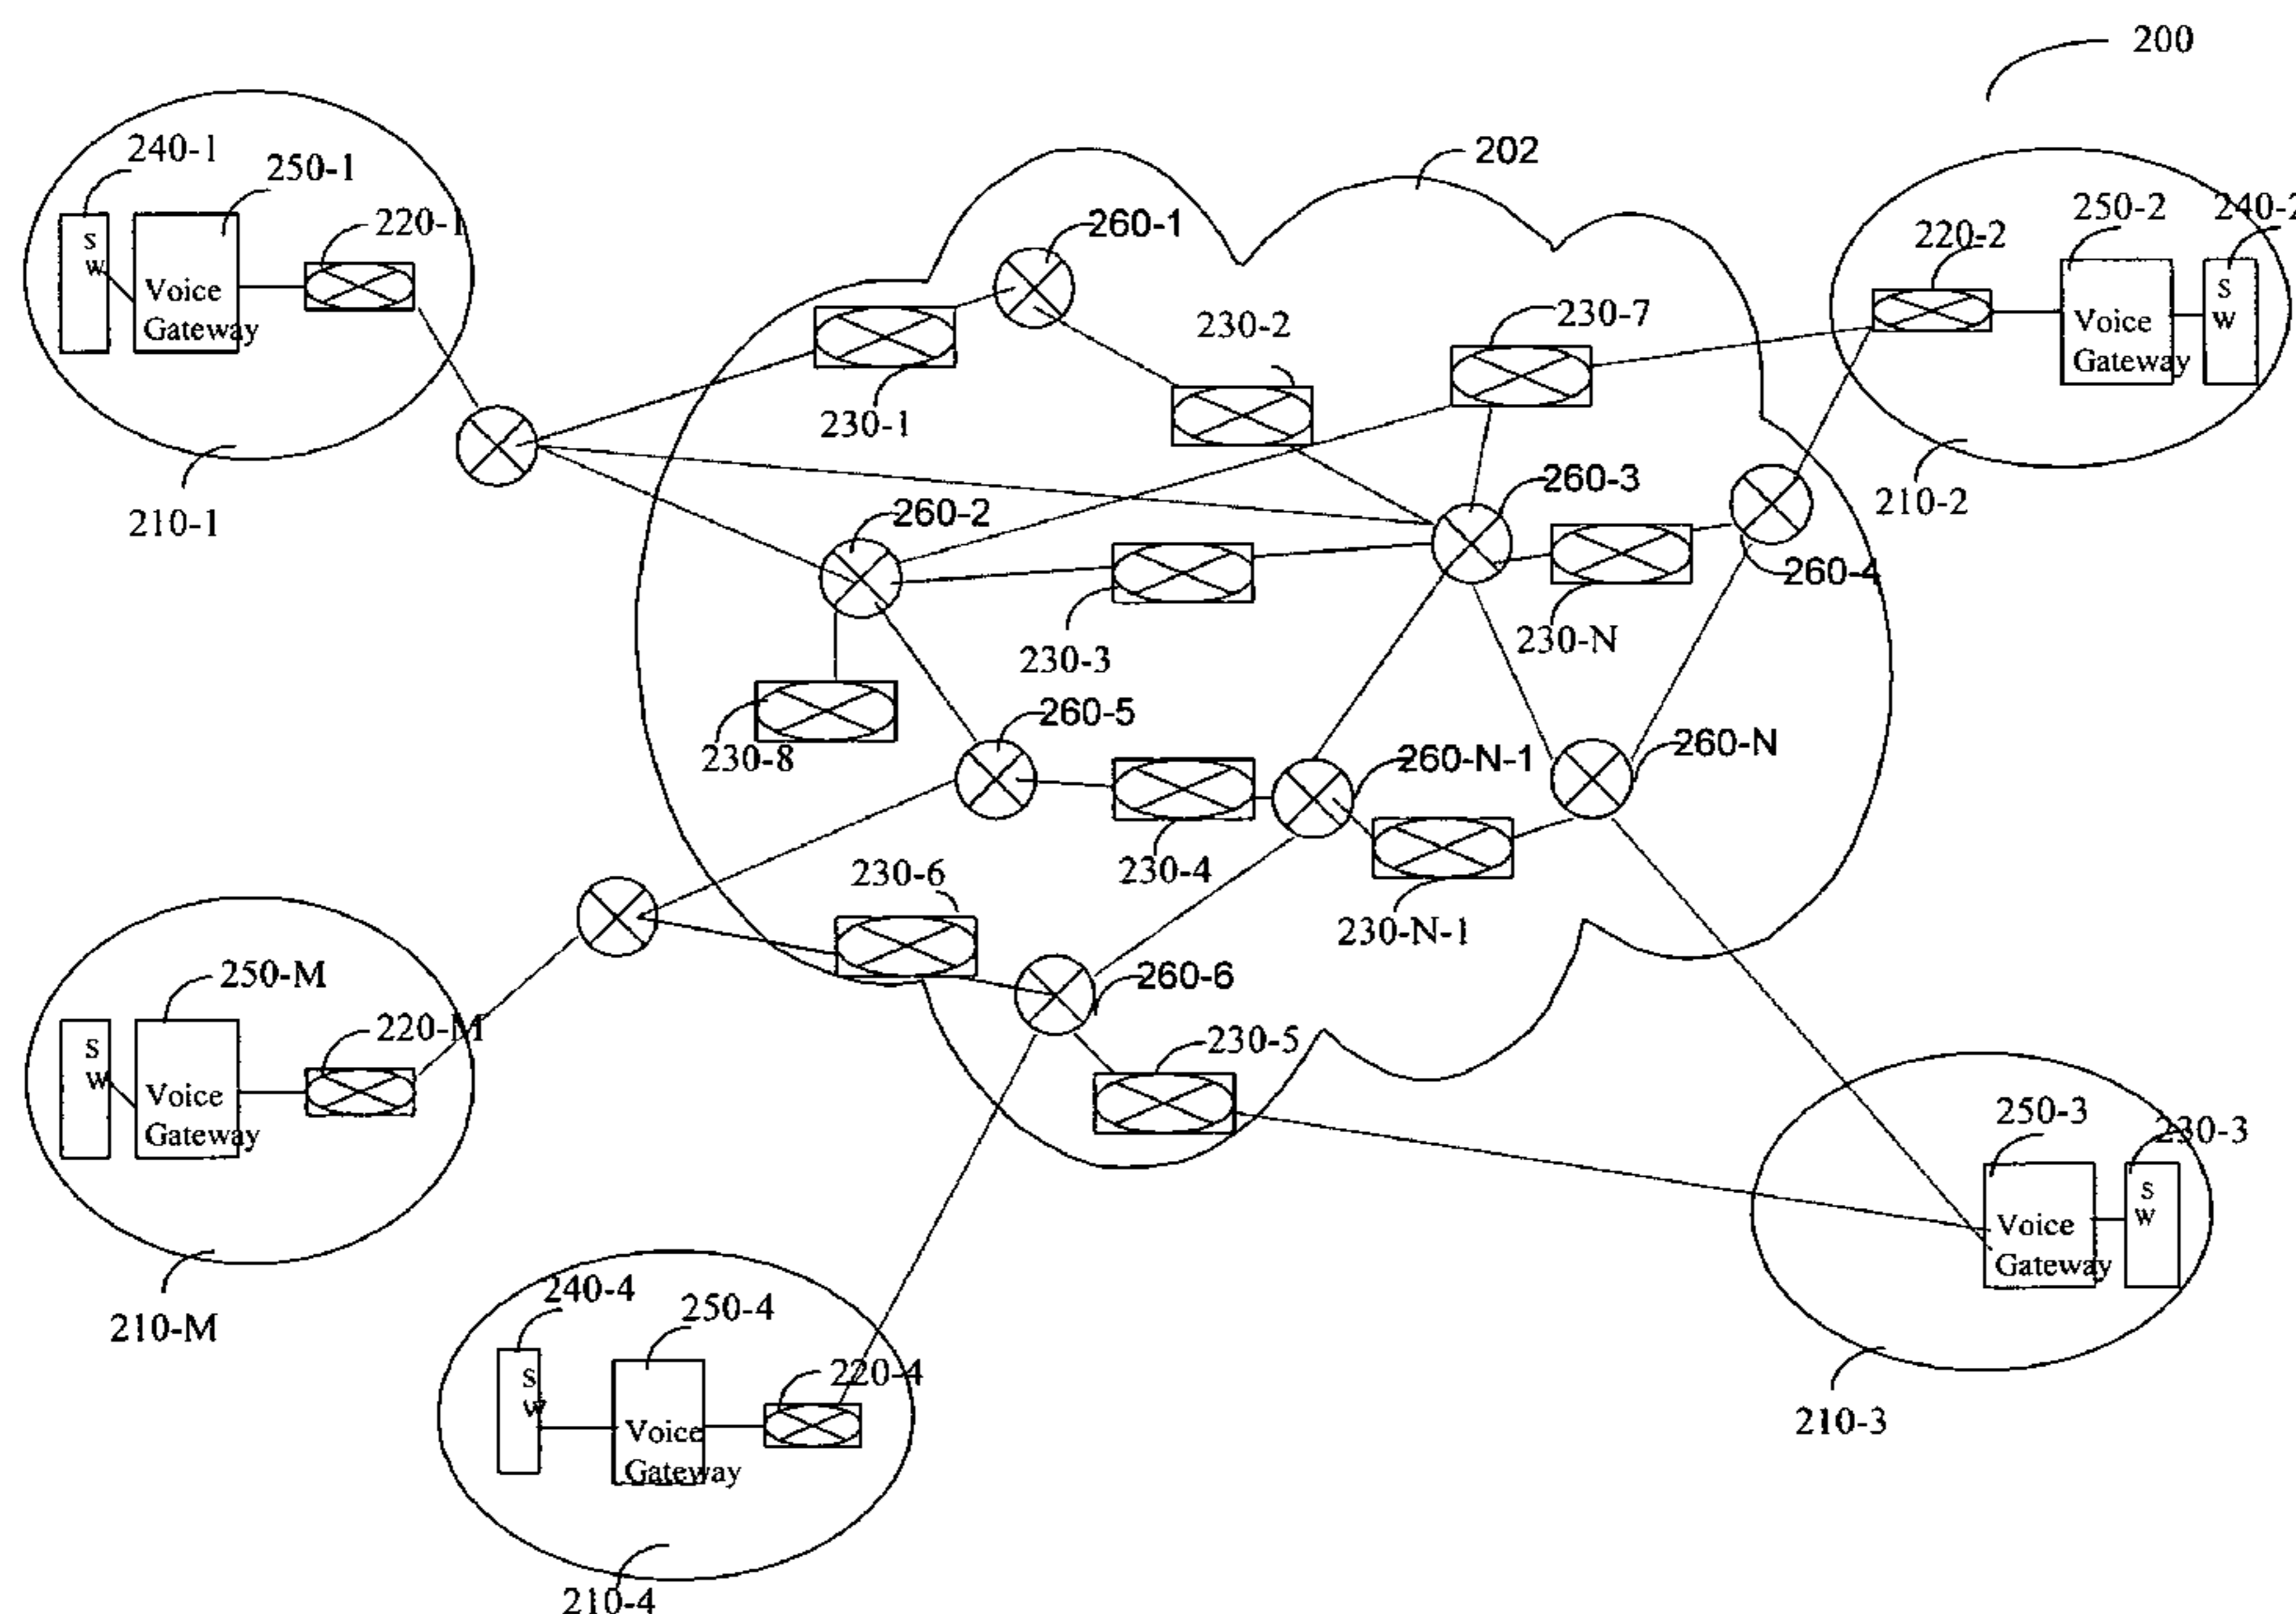 200
202
240-1
250-1
220-1
S
W
Voice
Gateway
210-1
260-1
230-1
230-2
230-7
220-2
250-2
240-2
Voice
Gateway
S
W
210-2
260-2
260-3
260-4
230-3
230-N
230-8
260-5
260-N-1
260-N
230-4
230-N-1
230-6
260-6
230-5
250-M
220-M
S
W
Voice
Gateway
210-M
240-4
250-4
220-4
S
W
Voice
Gateway
210-4
250-3
230-3
Voice
Gateway
S
W
210-3